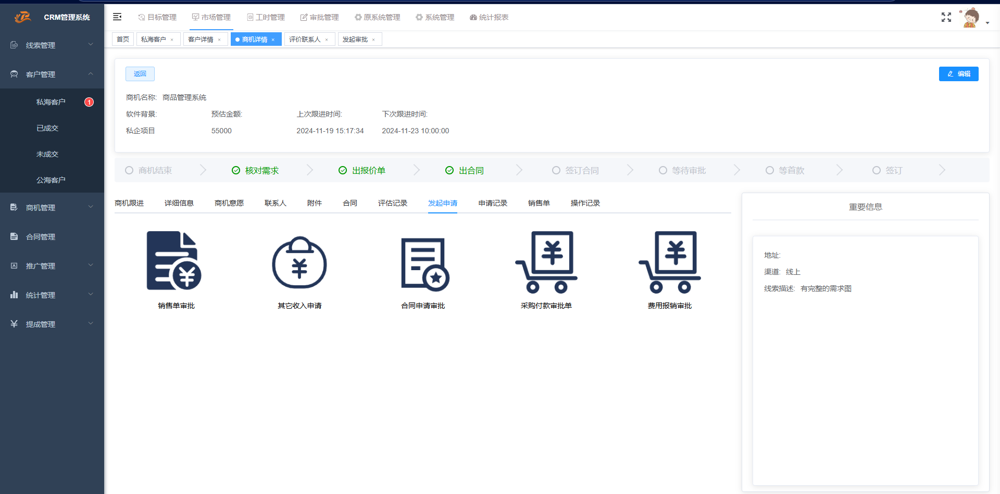 CRM管理系统
目标管理 市场管理 工时管理 审批管理 原系统管理 系统管理 统计报表
首页 私海客户 × 客户详情 × 商机详情 × 评价联系人 × 发起审批 ×
线索管理
客户管理
私海客户 1
已成交
未成交
公海客户
商机管理
合同管理
推广管理
统计管理
提成管理
返回 编辑
商机名称: 商品管理系统
软件背景: 预估金额: 上次跟进时间: 下次跟进时间:
私企项目 55000 2024-11-19 15:17:34 2024-11-23 10:00:00
商机结束 核对需求 出报价单 出合同 签订合同 等待审批 等首款 签订
商机跟进 详细信息 商机意愿 联系人 附件 合同 评估记录 发起申请 申请记录 销售单 操作记录
销售单审批 其它收入申请 合同申请审批 采购付款审批单 费用报销审批
重要信息
地址:
渠道: 线上
线索描述: 有完整的需求图